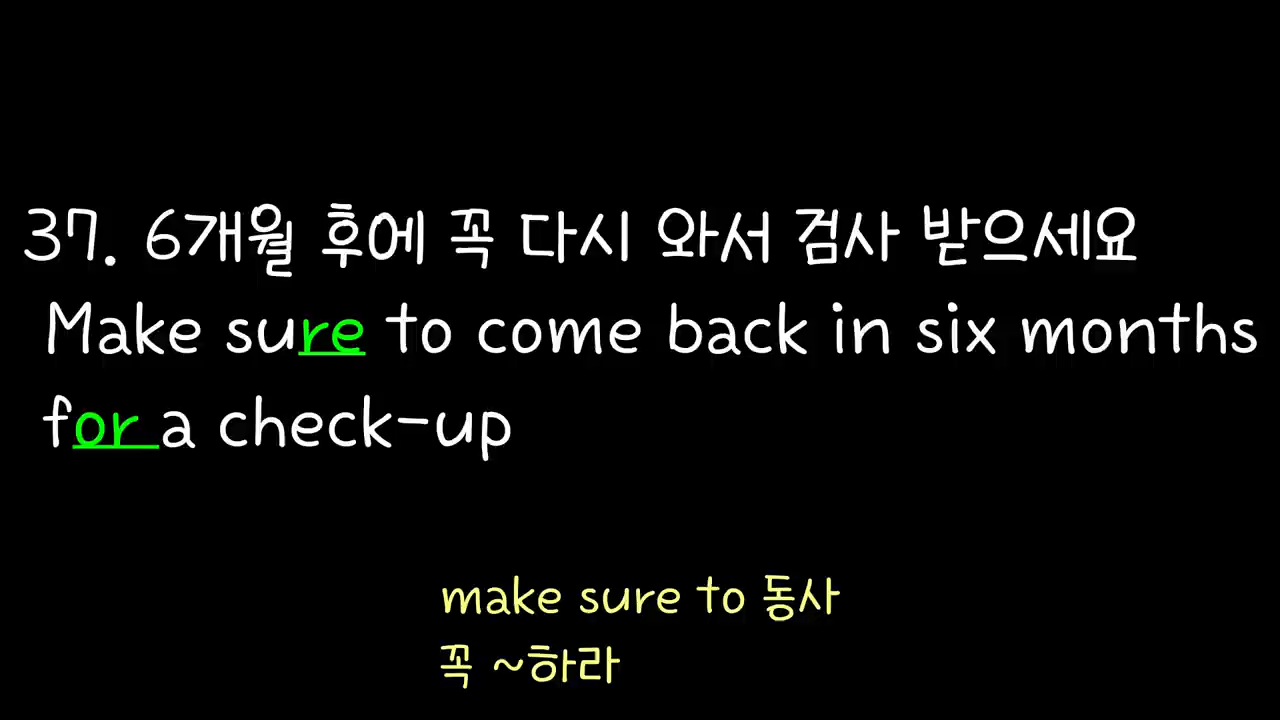 37. 6개월 후에 꼭 다시 와서 검사 받으세요
Make sure to come back in six months
for a check-up
make sure to 동사
꼭 ~하라